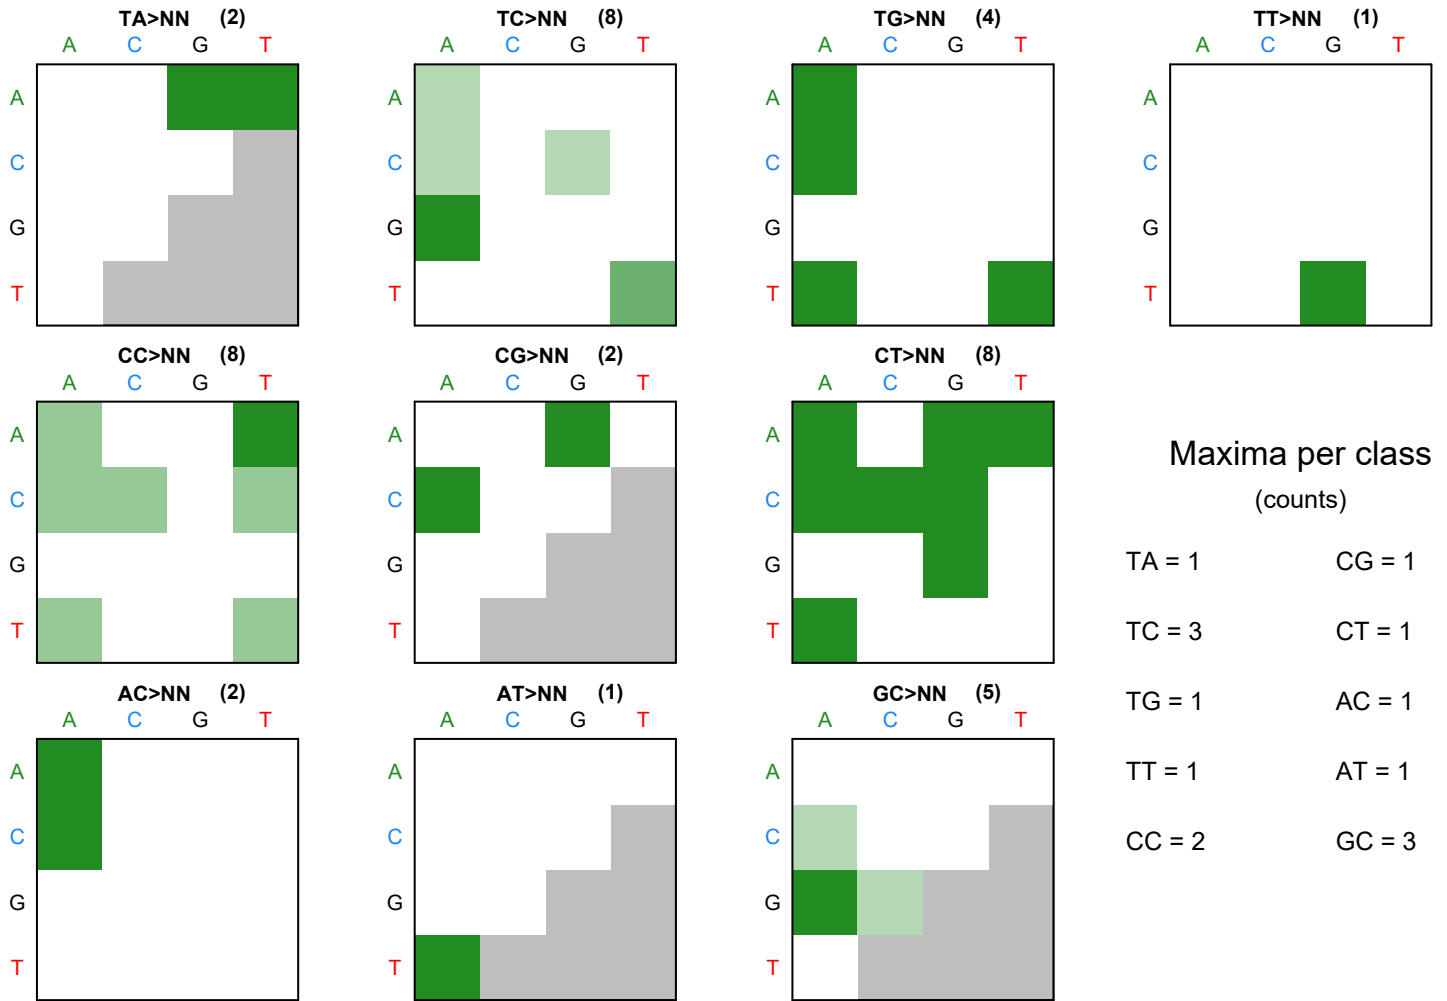 TA>NN (2)
A C G T
A
C
G
T
TC>NN (8)
A C G T
A
C
G
T
TG>NN (4)
A C G T
A
C
G
T
TT>NN (1)
A C G T
A
C
G
T
CC>NN (8)
A C G T
A
C
G
T
CG>NN (2)
A C G T
A
C
G
T
CT>NN (8)
A C G T
A
C
G
T
AC>NN (2)
A C G T
A
C
G
T
AT>NN (1)
A C G T
A
C
G
T
GC>NN (5)
A C G T
A
C
G
T
Maxima per class
(counts)
TA = 1 CG = 1
TC = 3 CT = 1
TG = 1 AC = 1
TT = 1 AT = 1
CC = 2 GC = 3